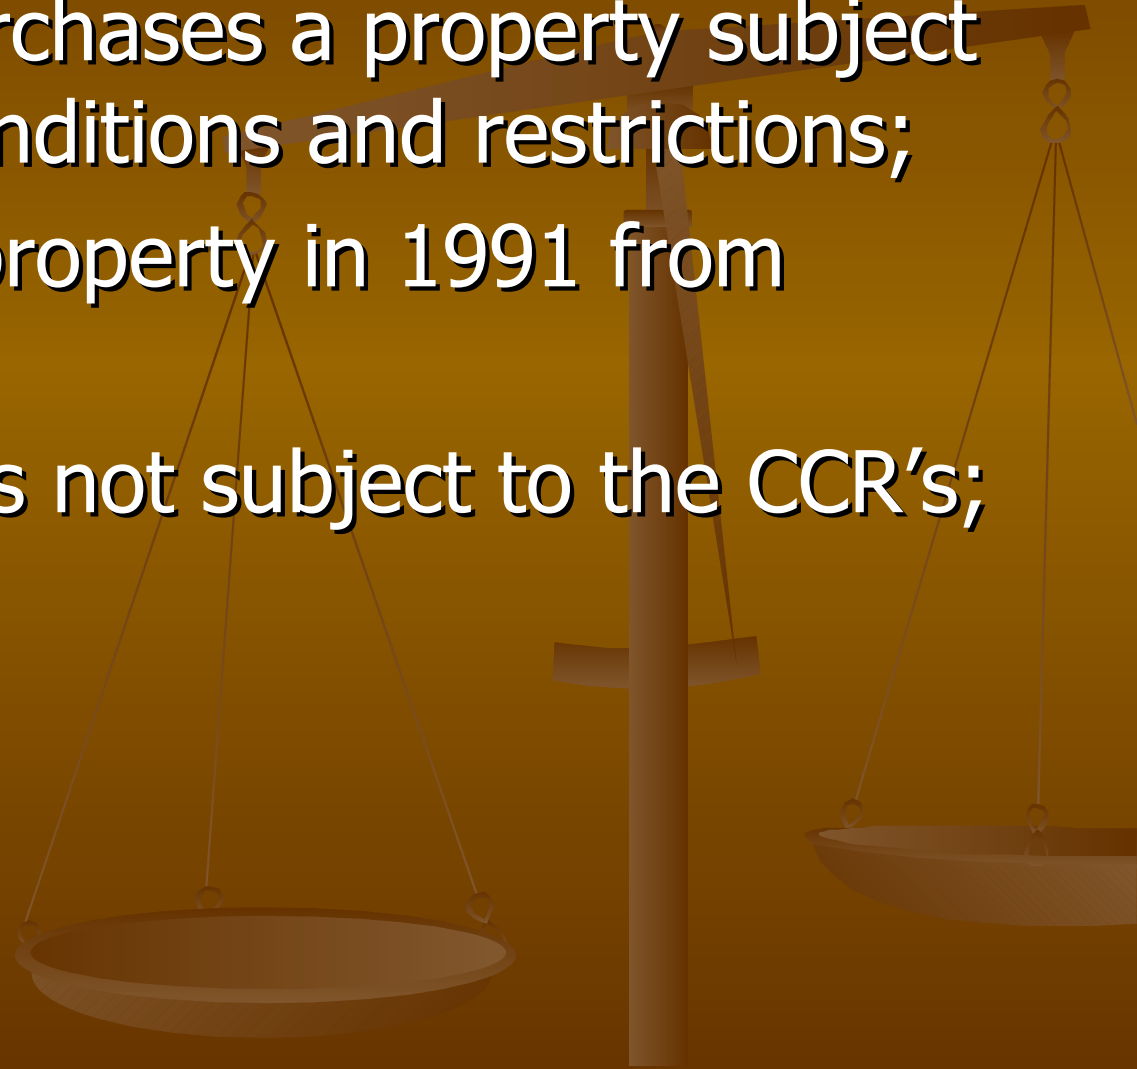 rchases a property subject
nditions and restrictions;
property in 1991 from
s not subject to the CCR’s;